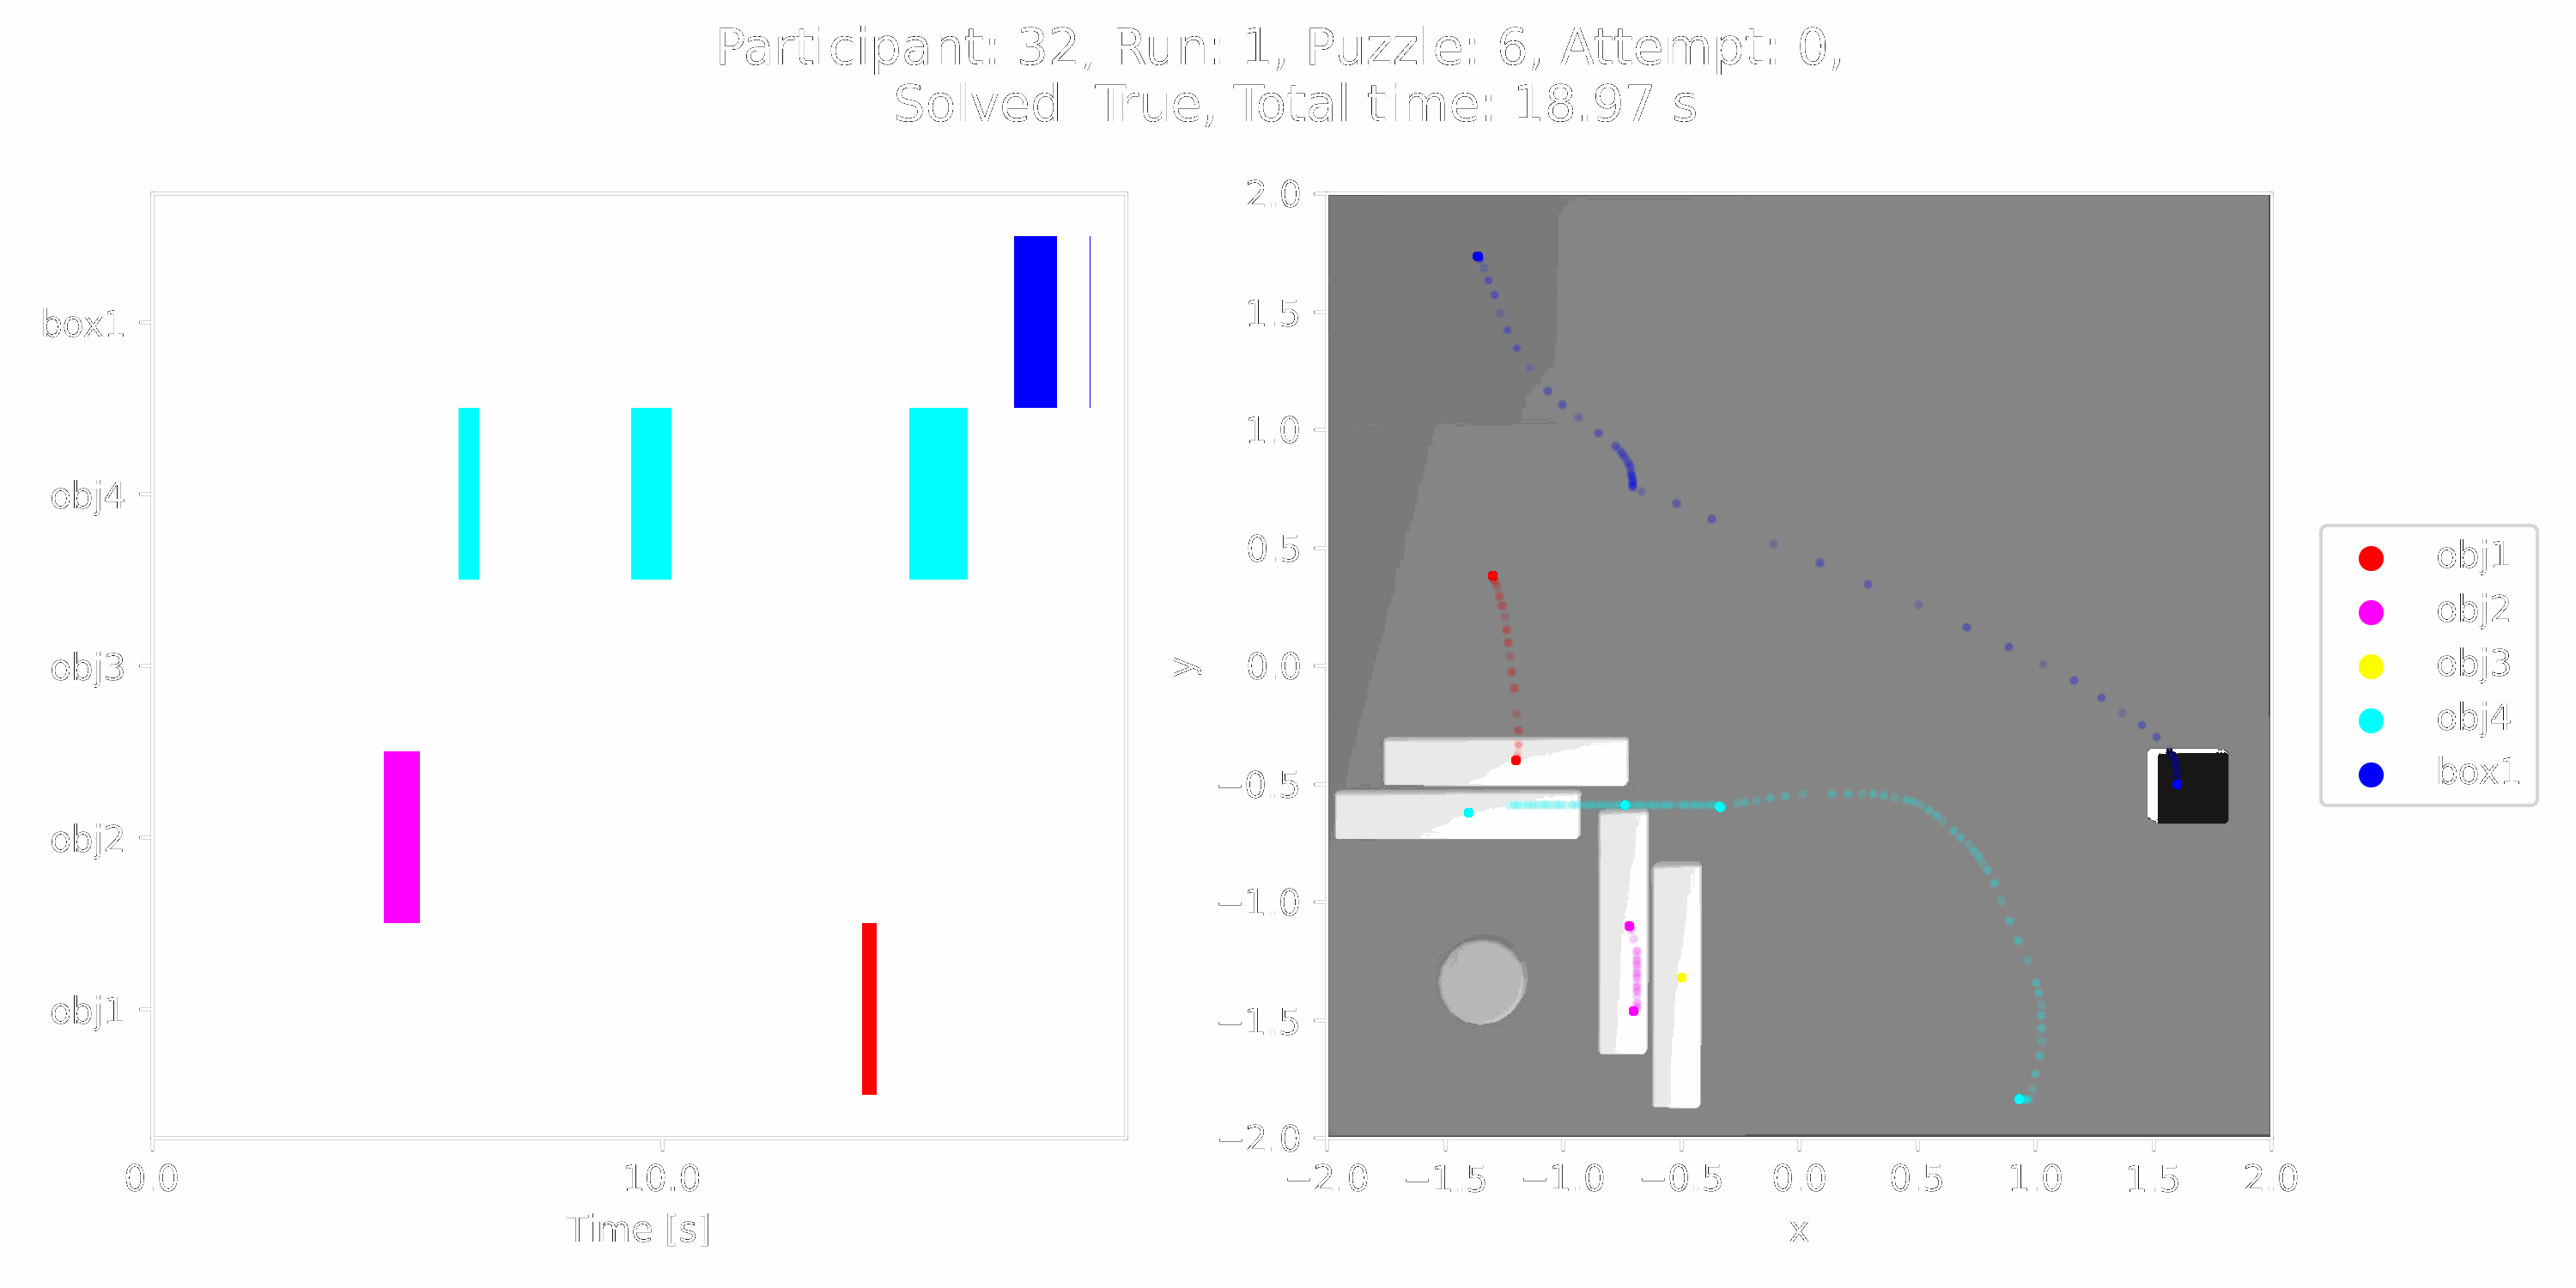 Participant: 32, Run: 1, Puzzle: 6, Attempt: 0,
Solved True, Total time: 18.97 s
box1
obj4
obj3
obj2
obj1
0.0
10.0
Time [s]
2.0
1.5
1.0
0.5
0.0
−0.5
−1.0
−1.5
−2.0
y
−2.0
−1.5
−1.0
−0.5
0.0
0.5
1.0
1.5
2.0
x
obj1
obj2
obj3
obj4
box1